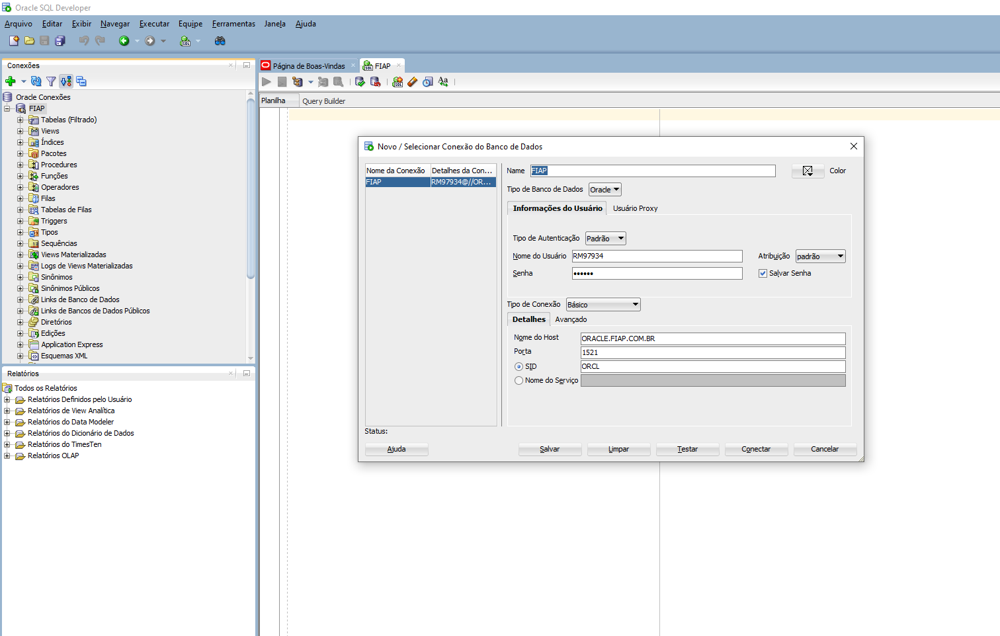 Oracle SQL Developer
Arquivo Editar Exibir Navegar Executar Equipe Ferramentas Janela Ajuda
Conexões
Oracle Conexões
FIAP
Tabelas (Filtrado)
Views
Índices
Pacotes
Procedures
Funções
Operadores
Filas
Tabelas de Filas
Triggers
Tipos
Sequências
Views Materializadas
Logs de Views Materializadas
Sinônimos
Sinônimos Públicos
Links de Banco de Dados
Links de Bancos de Dados Públicos
Diretórios
Edições
Application Express
Esquemas XML
Relatórios
Todos os Relatórios
Relatórios Definidos pelo Usuário
Relatórios de View Analítica
Relatórios do Data Modeler
Relatórios do Dicionário de Dados
Relatórios do TimesTen
Relatórios OLAP
Página de Boas-Vindas FIAP
Planilha Query Builder
Novo / Selecionar Conexão do Banco de Dados
Nome da Conexão Detalhes da Con...
FIAP RM97934@//OR...
Name FIAP Color
Tipo de Banco de Dados Oracle
Informações do Usuário Usuário Proxy
Tipo de Autenticação Padrão
Nome do Usuário RM97934 Atribuição padrão
Senha •••••• Salvar Senha
Tipo de Conexão Básico
Detalhes Avançado
Nome do Host ORACLE.FIAP.COM.BR
Porta 1521
SID ORCL
Nome do Serviço
Status:
Ajuda Salvar Limpar Testar Conectar Cancelar